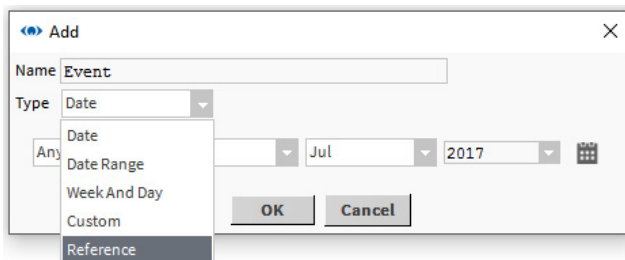 Add
Name Event
Type Date
Date
Any Jul 2017
Date Range
Week And Day
Custom OK Cancel
Reference